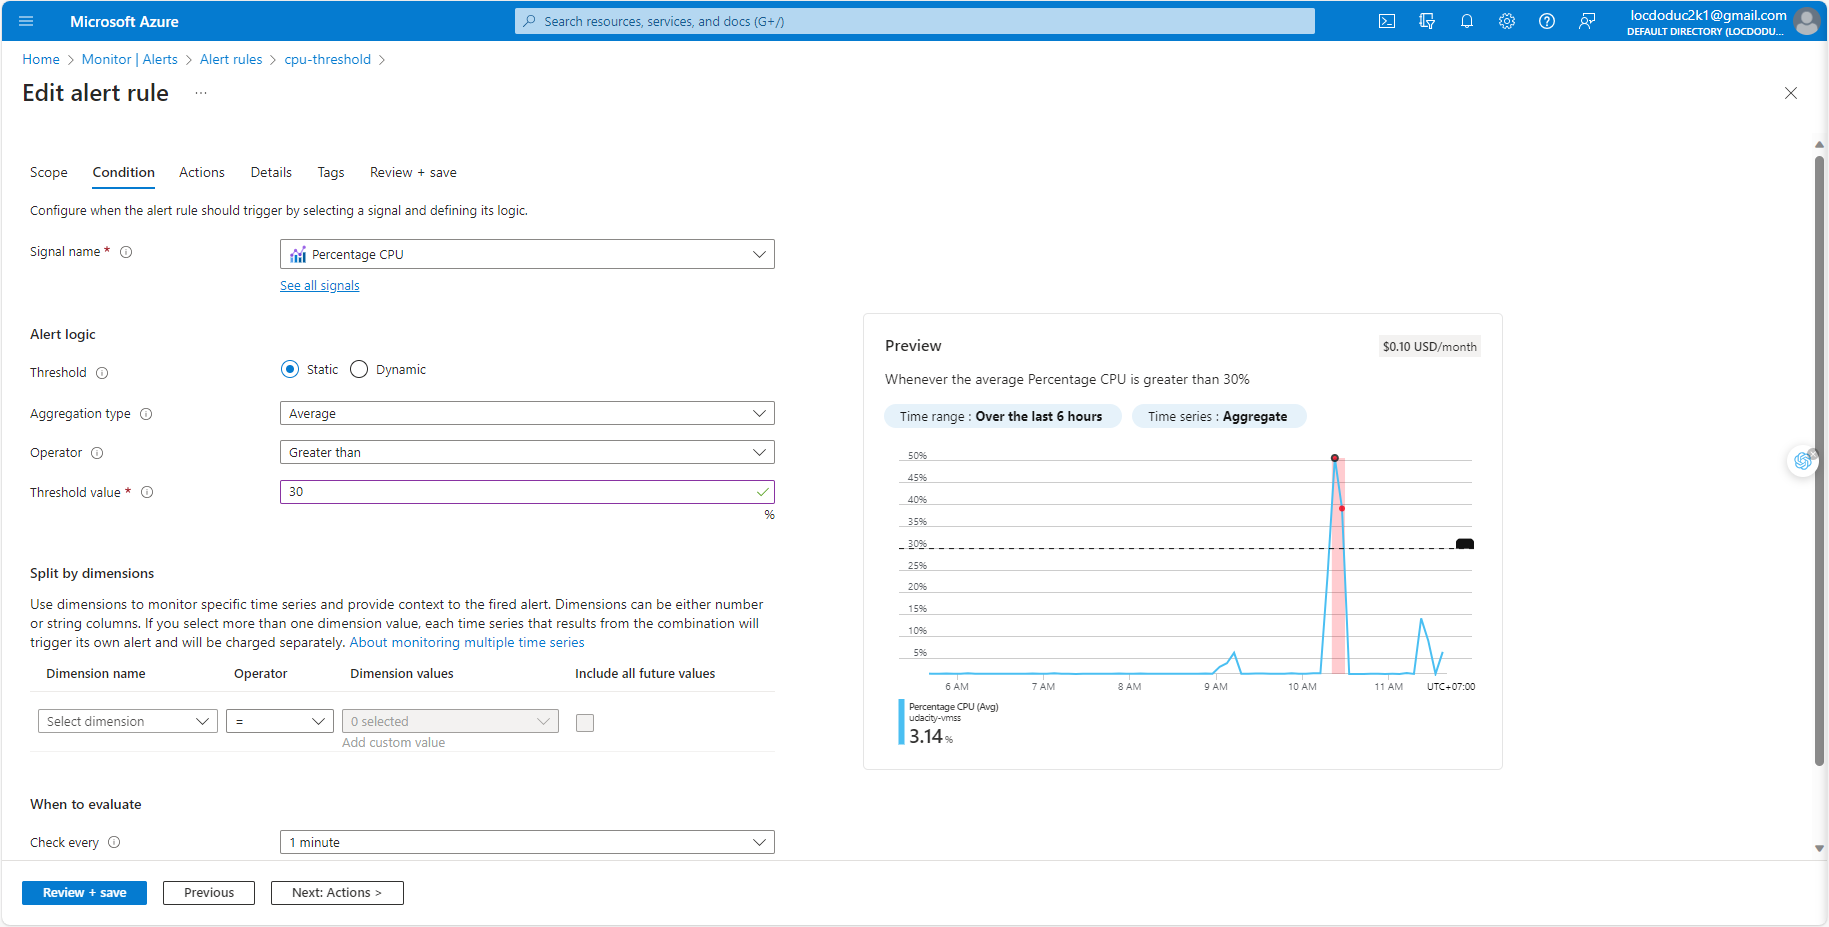 Microsoft Azure
Search resources, services, and docs (G+/)
locdoduc2k1@gmail.com
DEFAULT DIRECTORY (LOCDODU...
Home > Monitor | Alerts > Alert rules > cpu-threshold >
Edit alert rule ...
Scope Condition Actions Details Tags Review + save
Configure when the alert rule should trigger by selecting a signal and defining its logic.
Signal name *
Percentage CPU
See all signals
Alert logic
Threshold
Static Dynamic
Aggregation type
Average
Operator
Greater than
Threshold value *
30
%
Split by dimensions
Use dimensions to monitor specific time series and provide context to the fired alert. Dimensions can be either number
or string columns. If you select more than one dimension value, each time series that results from the combination will
trigger its own alert and will be charged separately. About monitoring multiple time series
Dimension name Operator Dimension values Include all future values
Select dimension = 0 selected
Add custom value
When to evaluate
Check every
1 minute
Review + save Previous Next: Actions >
Preview
$0.10 USD/month
Whenever the average Percentage CPU is greater than 30%
Time range : Over the last 6 hours Time series : Aggregate
50%
45%
40%
35%
30%
25%
20%
15%
10%
5%
6 AM 7 AM 8 AM 9 AM 10 AM 11 AM UTC+07:00
Percentage CPU (Avg)
udacity-vmss
3.14 %